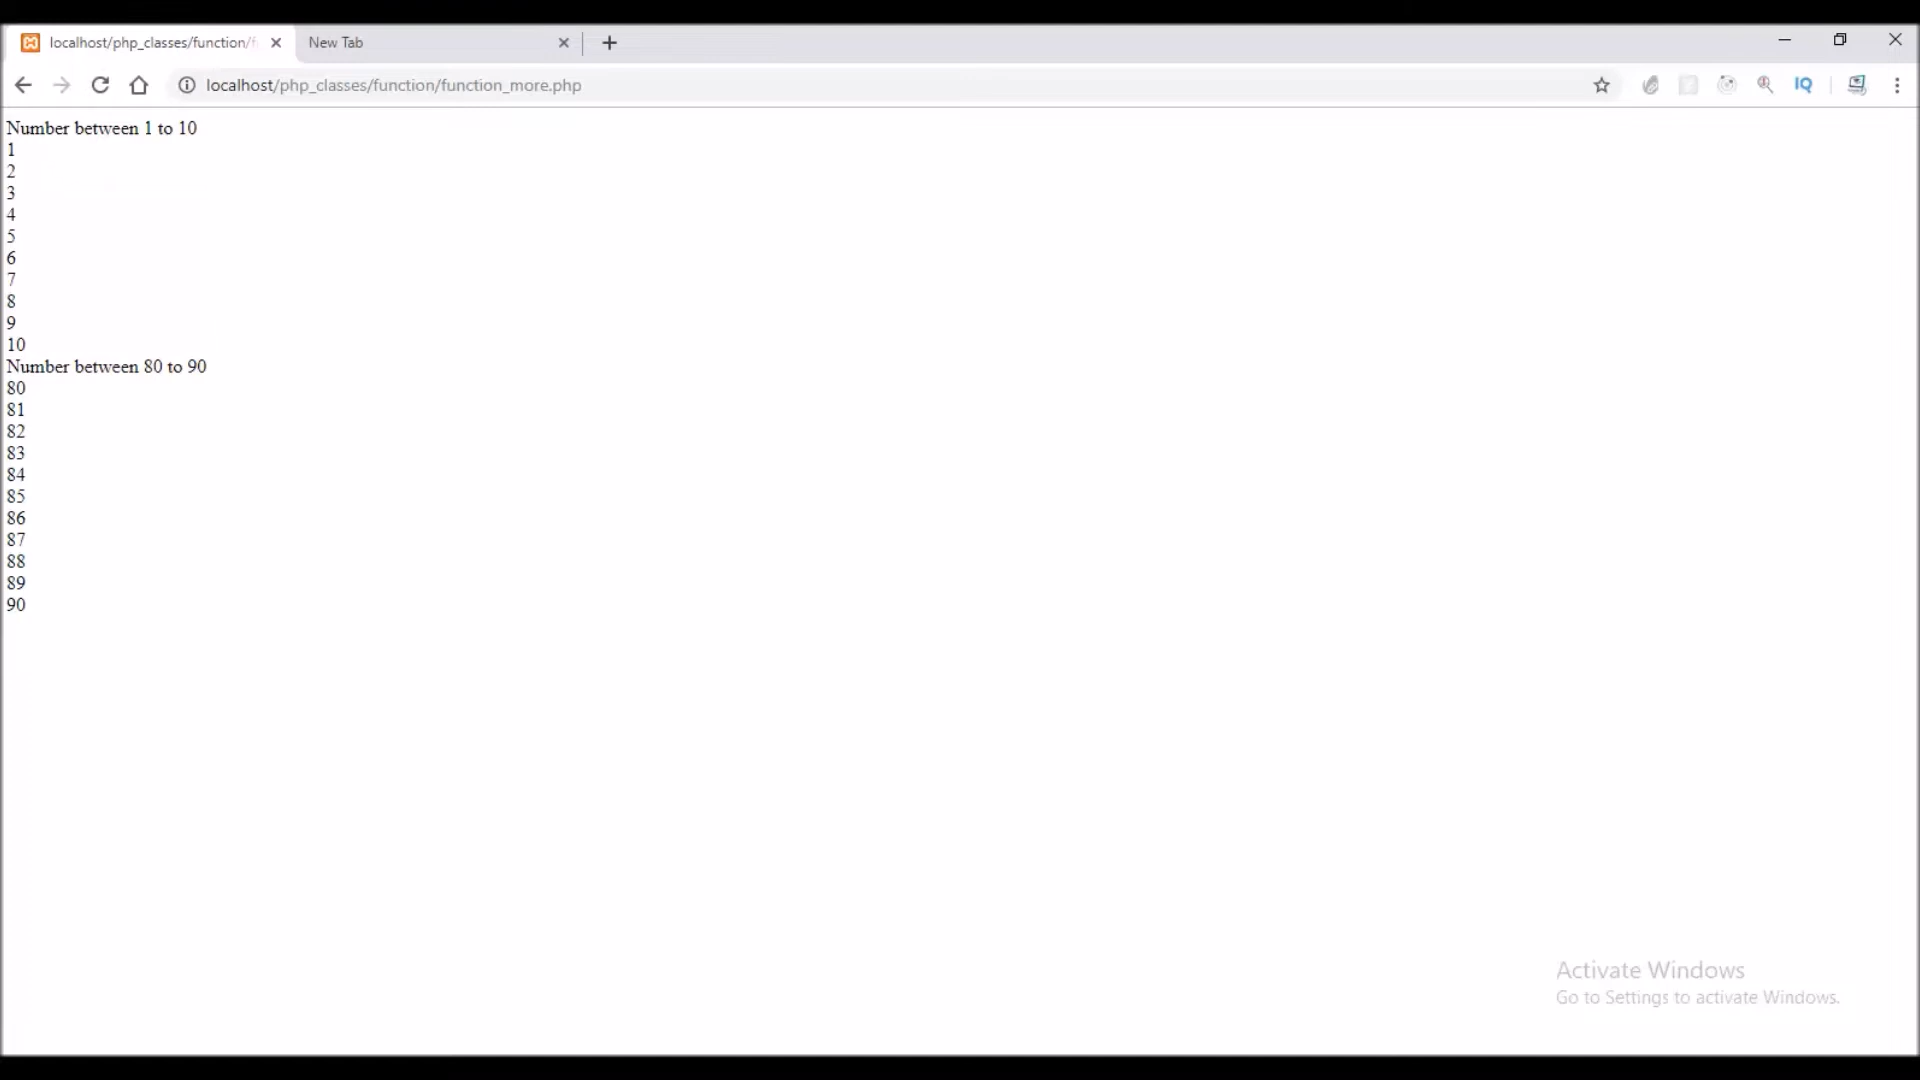 localhost/php_classes/function/f
New Tab
localhost/php_classes/function/function_more.php
IQ
Number between 1 to 10
1
2
3
4
5
6
7
8
9
10
Number between 80 to 90
80
81
82
83
84
85
86
87
88
89
90
Activate Windows
Go to Settings to activate Windows.